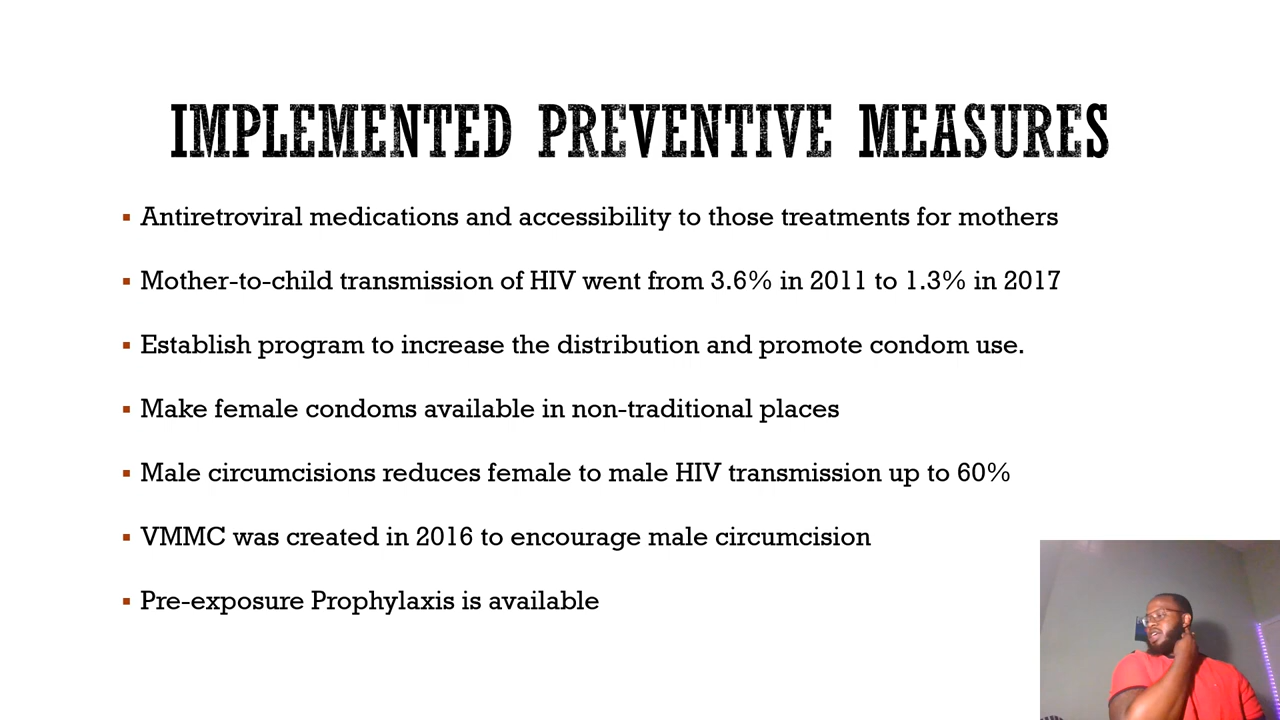 IMPLEMENTED PREVENTIVE MEASURES
Antiretroviral medications and accessibility to those treatments for mothers
Mother-to-child transmission of HIV went from 3.6% in 2011 to 1.3% in 2017
Establish program to increase the distribution and promote condom use.
Make female condoms available in non-traditional places
Male circumcisions reduces female to male HIV transmission up to 60%
VMMC was created in 2016 to encourage male circumcision
Pre-exposure Prophylaxis is available